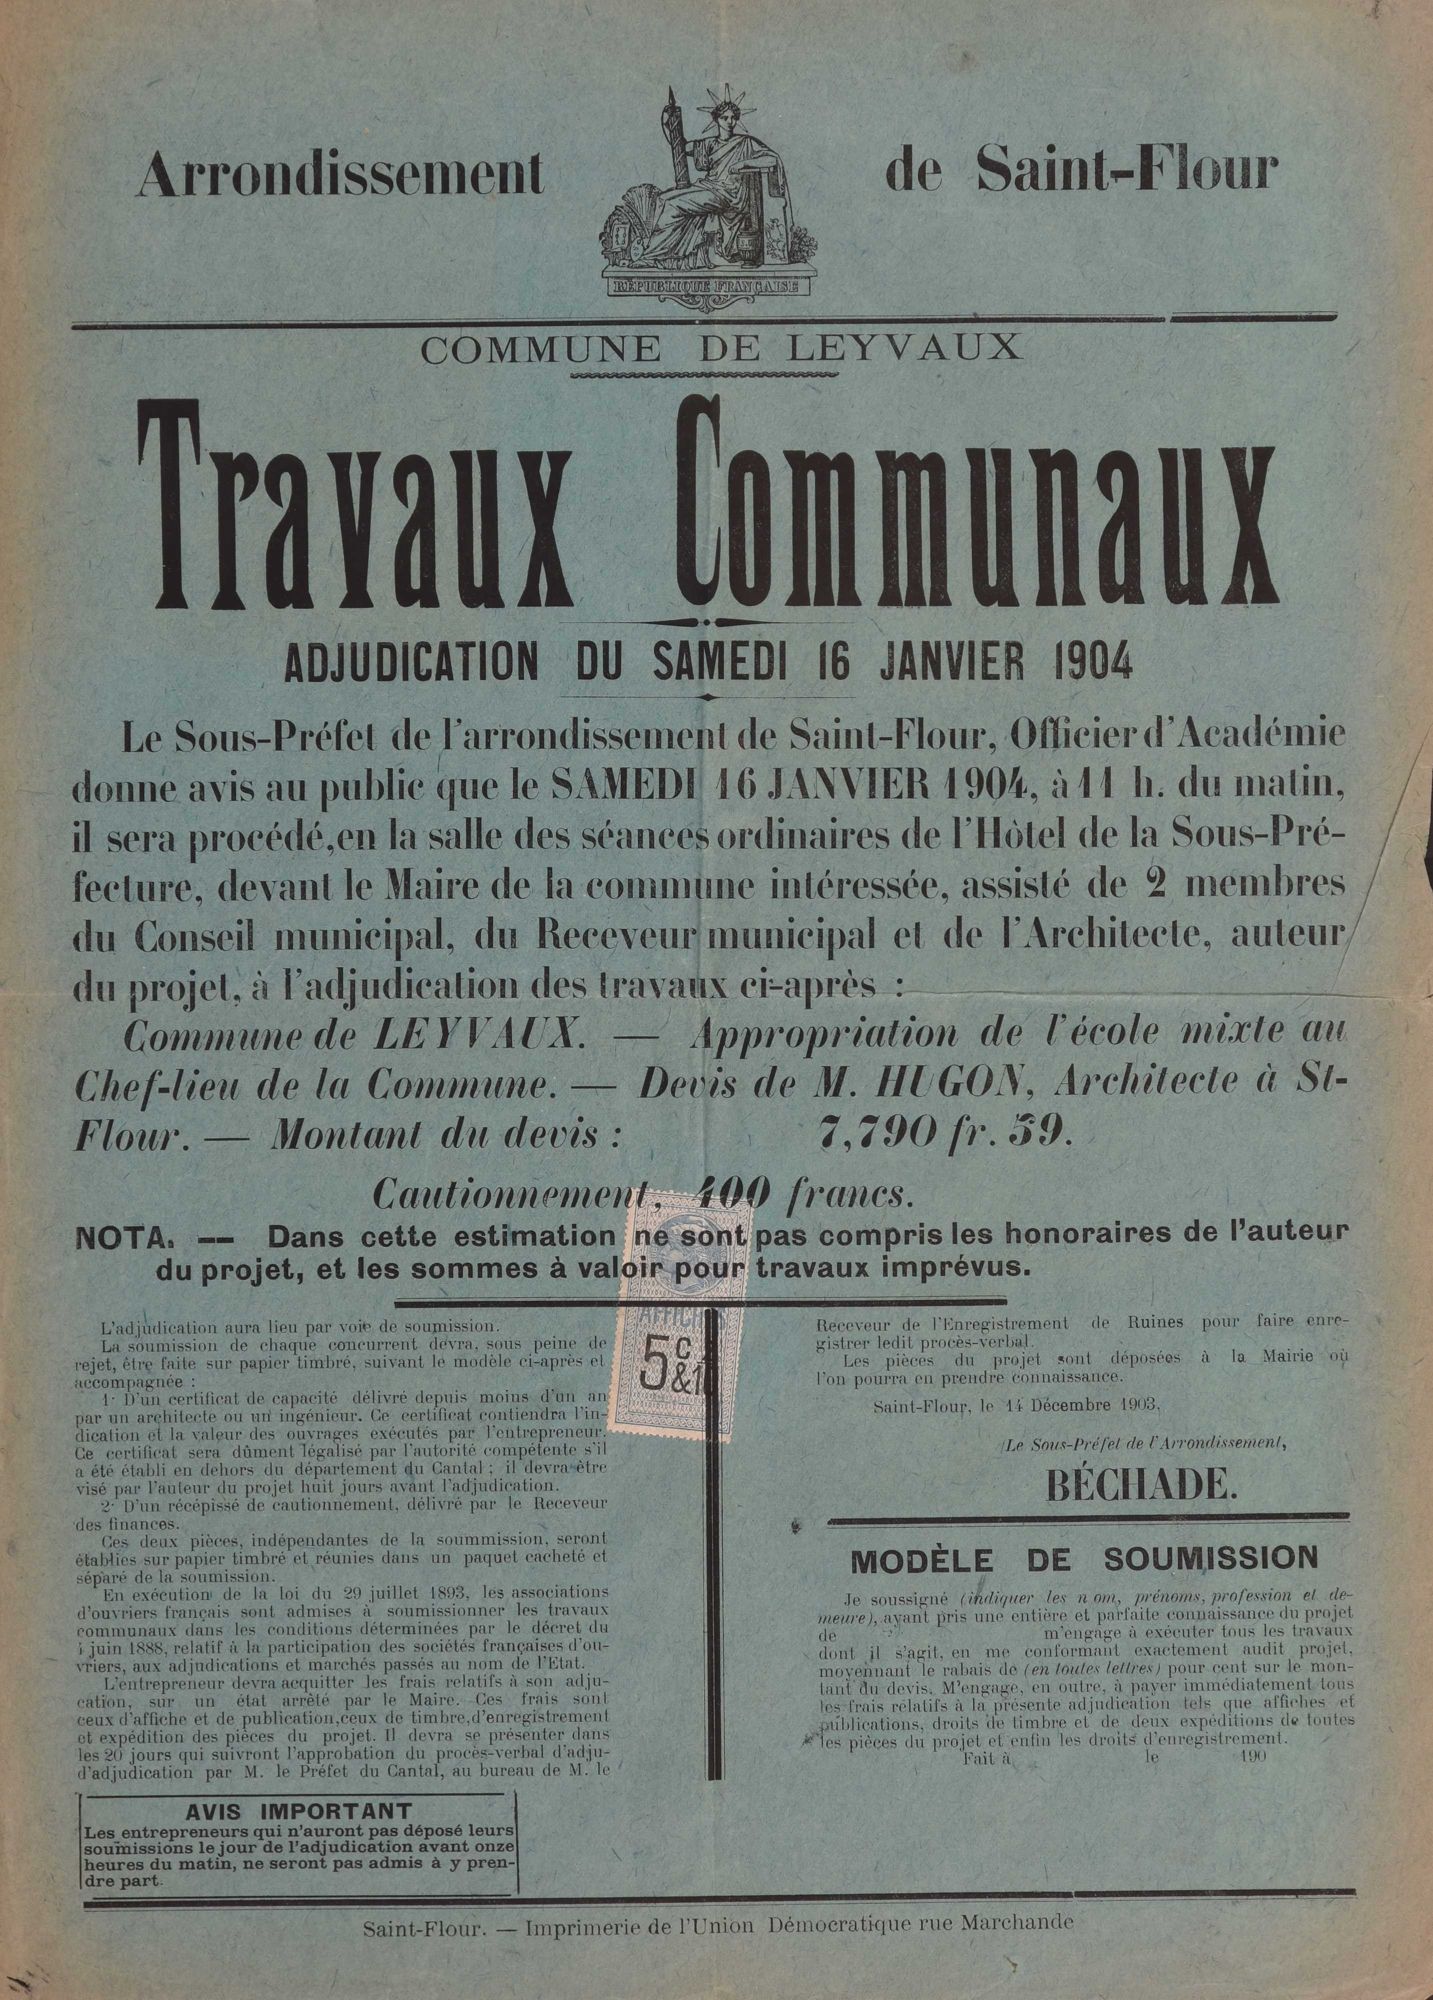 Arrondissement de Saint-Flour
RÉPUBLIQUE FRANÇAISE
COMMUNE DE LEYVAUX
Travaux Communaux
ADJUDICATION DU SAMEDI 16 JANVIER 1904
Le Sous-Préfet de l'arrondissement de Saint-Flour, Officier d'Académie
donne avis au public que le SAMEDI 16 JANVIER 1904, à 11 h. du matin,
il sera procédé, en la salle des séances ordinaires de l'Hôtel de la Sous-Pré-
fecture, devant le Maire de la commune intéressée, assisté de 2 membres
du Conseil municipal, du Receveur municipal et de l'Architecte, auteur
du projet, à l'adjudication des travaux ci-après :
Commune de LEYVAUX. — Appropriation de l'école mixte au
Chef-lieu de la Commune. — Devis de M. HUGON, Architecte à St-
Flour. — Montant du devis : 7,790 fr. 59.
Cautionnement, 400 francs.
NOTA. — Dans cette estimation ne sont pas compris les honoraires de l'auteur
du projet, et les sommes à valoir pour travaux imprévus.
AFFICHES
5c
&1
L'adjudication aura lieu par voie de soumission.
La soumission de chaque concurrent devra, sous peine de
rejet, être faite sur papier timbré, suivant le modèle ci-après et
accompagnée :
1· D'un certificat de capacité délivré depuis moins d'un an
par un architecte ou un ingénieur. Ce certificat contiendra l'in-
dication et la valeur des ouvrages exécutés par l'entrepreneur.
Ce certificat sera dûment légalisé par l'autorité compétente s'il
a été établi en dehors du département du Cantal ; il devra être
visé par l'auteur du projet huit jours avant l'adjudication.
2· D'un récépissé de cautionnement, délivré par le Receveur
des finances.
Ces deux pièces, indépendantes de la soummission, seront
établies sur papier timbré et réunies dans un paquet cacheté et
séparé de la soumission.
En exécution de la loi du 29 juillet 1893, les associations
d'ouvriers français sont admises à soumissionner les travaux
communaux dans les conditions déterminées par le décret du
4 juin 1888, relatif à la participation des sociétés françaises d'ou-
vriers, aux adjudications et marchés passés au nom de l'Etat.
L'entrepreneur devra acquitter les frais relatifs à son adju-
cation, sur un état arrêté par le Maire. Ces frais sont
ceux d'affiche et de publication, ceux de timbre, d'enregistrement
et expédition des pièces du projet. Il devra se présenter dans
les 20 jours qui suivront l'approbation du procès-verbal d'adju-
d'adjudication par M. le Préfet du Cantal, au bureau de M. le
Receveur de l'Enregistrement de Ruines pour faire enre-
gistrer ledit procès-verbal.
Les pièces du projet sont déposées à la Mairie où
l'on pourra en prendre connaissance.
Saint-Flour, le 14 Décembre 1903.
Le Sous-Préfet de l'Arrondissement,
BÉCHADE.
MODÈLE DE SOUMISSION
Je soussigné (indiquer les nom, prénoms, profession et de-
meure), ayant pris une entière et parfaite connaissance du projet
de m'engage à exécuter tous les travaux
dont il s'agit, en me conformant exactement audit projet,
moyennant le rabais de (en toutes lettres) pour cent sur le mon-
tant du devis. M'engage, en outre, à payer immédiatement tous
les frais rélatifs à la présente adjudication tels que affiches et
publications, droits de timbre et de deux expéditions de toutes
les pièces du projet et enfin les droits d'enregistrement.
Fait à le 190
AVIS IMPORTANT
Les entrepreneurs qui n'auront pas déposé leurs
soumissions le jour de l'adjudication avant onze
heures du matin, ne seront pas admis à y pren-
dre part.
Saint-Flour. — Imprimerie de l'Union Démocratique rue Marchande